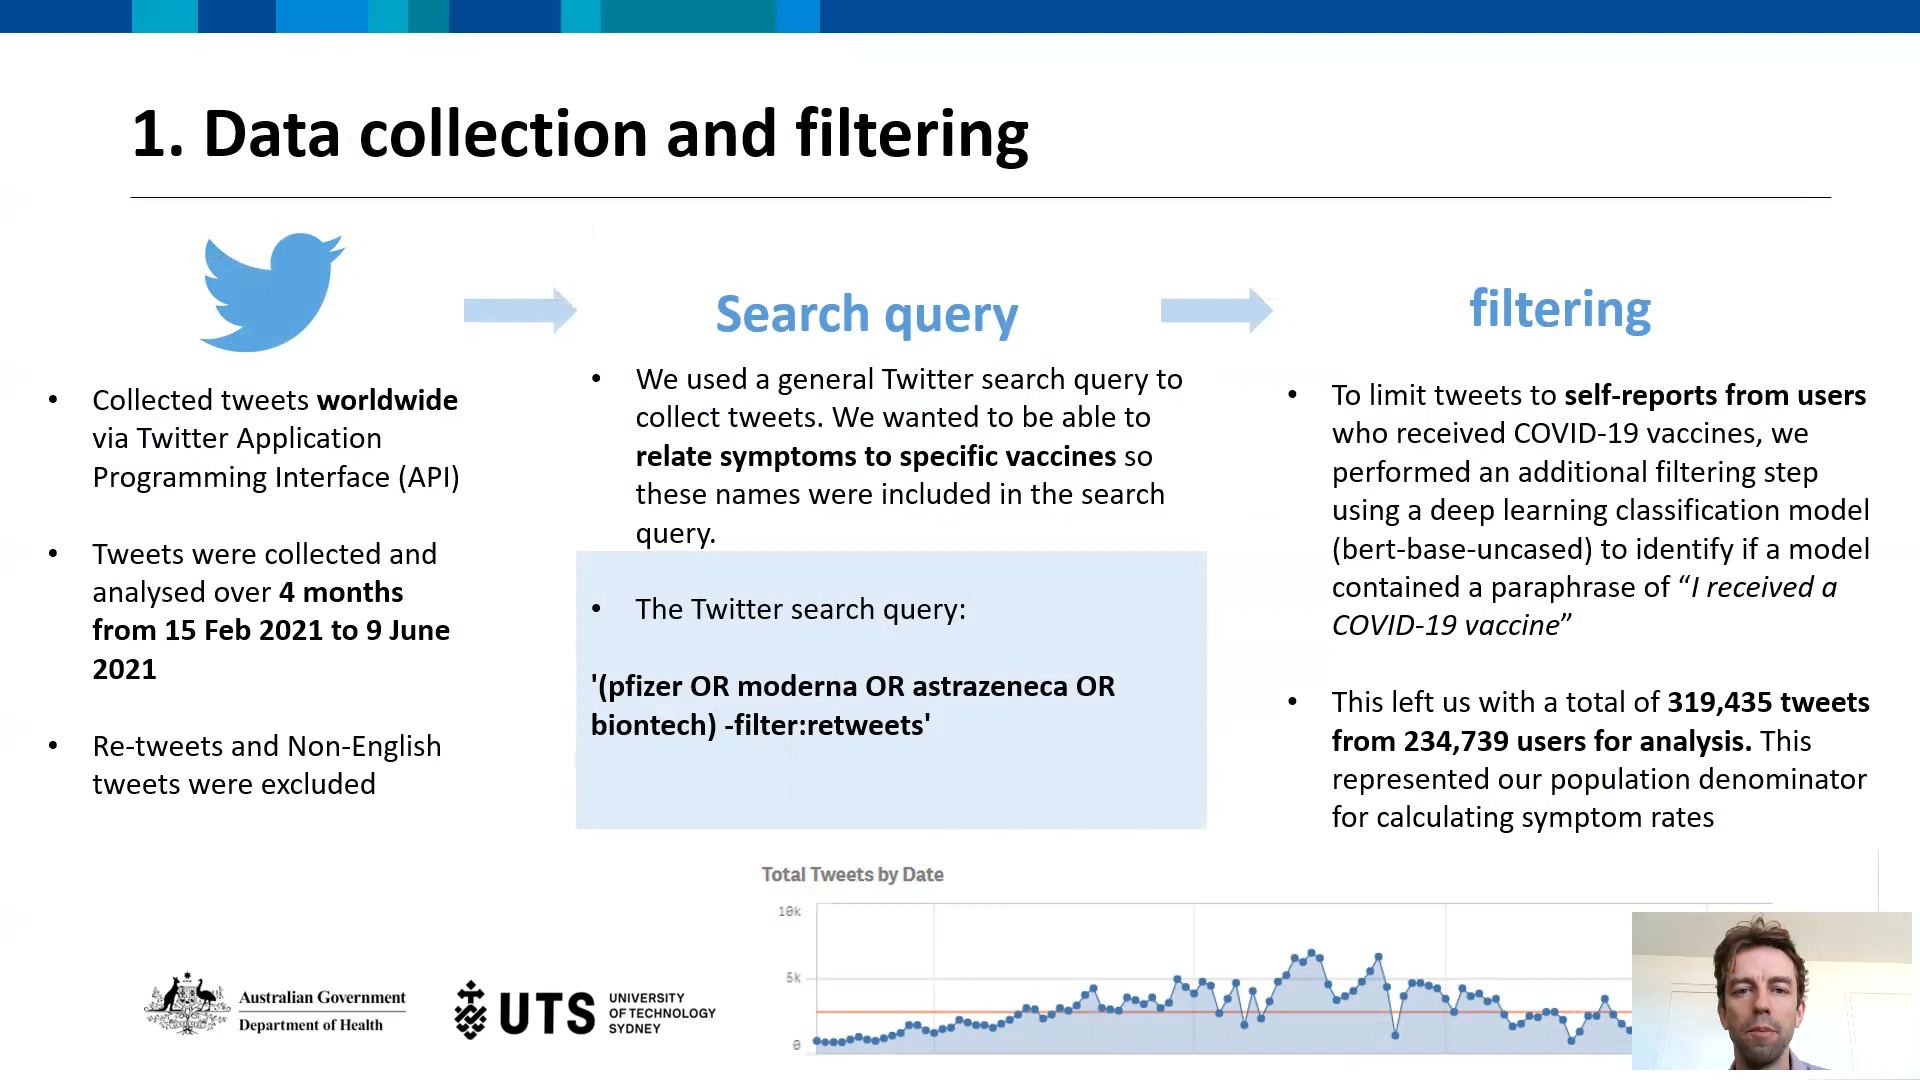 1. Data collection and filtering
• Collected tweets worldwide
via Twitter Application
Programming Interface (API)
• Tweets were collected and
analysed over 4 months
from 15 Feb 2021 to 9 June
2021
• Re-tweets and Non-English
tweets were excluded
Search query
• We used a general Twitter search query to
collect tweets. We wanted to be able to
relate symptoms to specific vaccines so
these names were included in the search
query.
• The Twitter search query:
'(pfizer OR moderna OR astrazeneca OR
biontech) -filter:retweets'
filtering
• To limit tweets to self-reports from users
who received COVID-19 vaccines, we
performed an additional filtering step
using a deep learning classification model
(bert-base-uncased) to identify if a model
contained a paraphrase of “I received a
COVID-19 vaccine”
• This left us with a total of 319,435 tweets
from 234,739 users for analysis. This
represented our population denominator
for calculating symptom rates
Total Tweets by Date
10k
5k
0
Australian Government
Department of Health
UTS
UNIVERSITY
OF TECHNOLOGY
SYDNEY